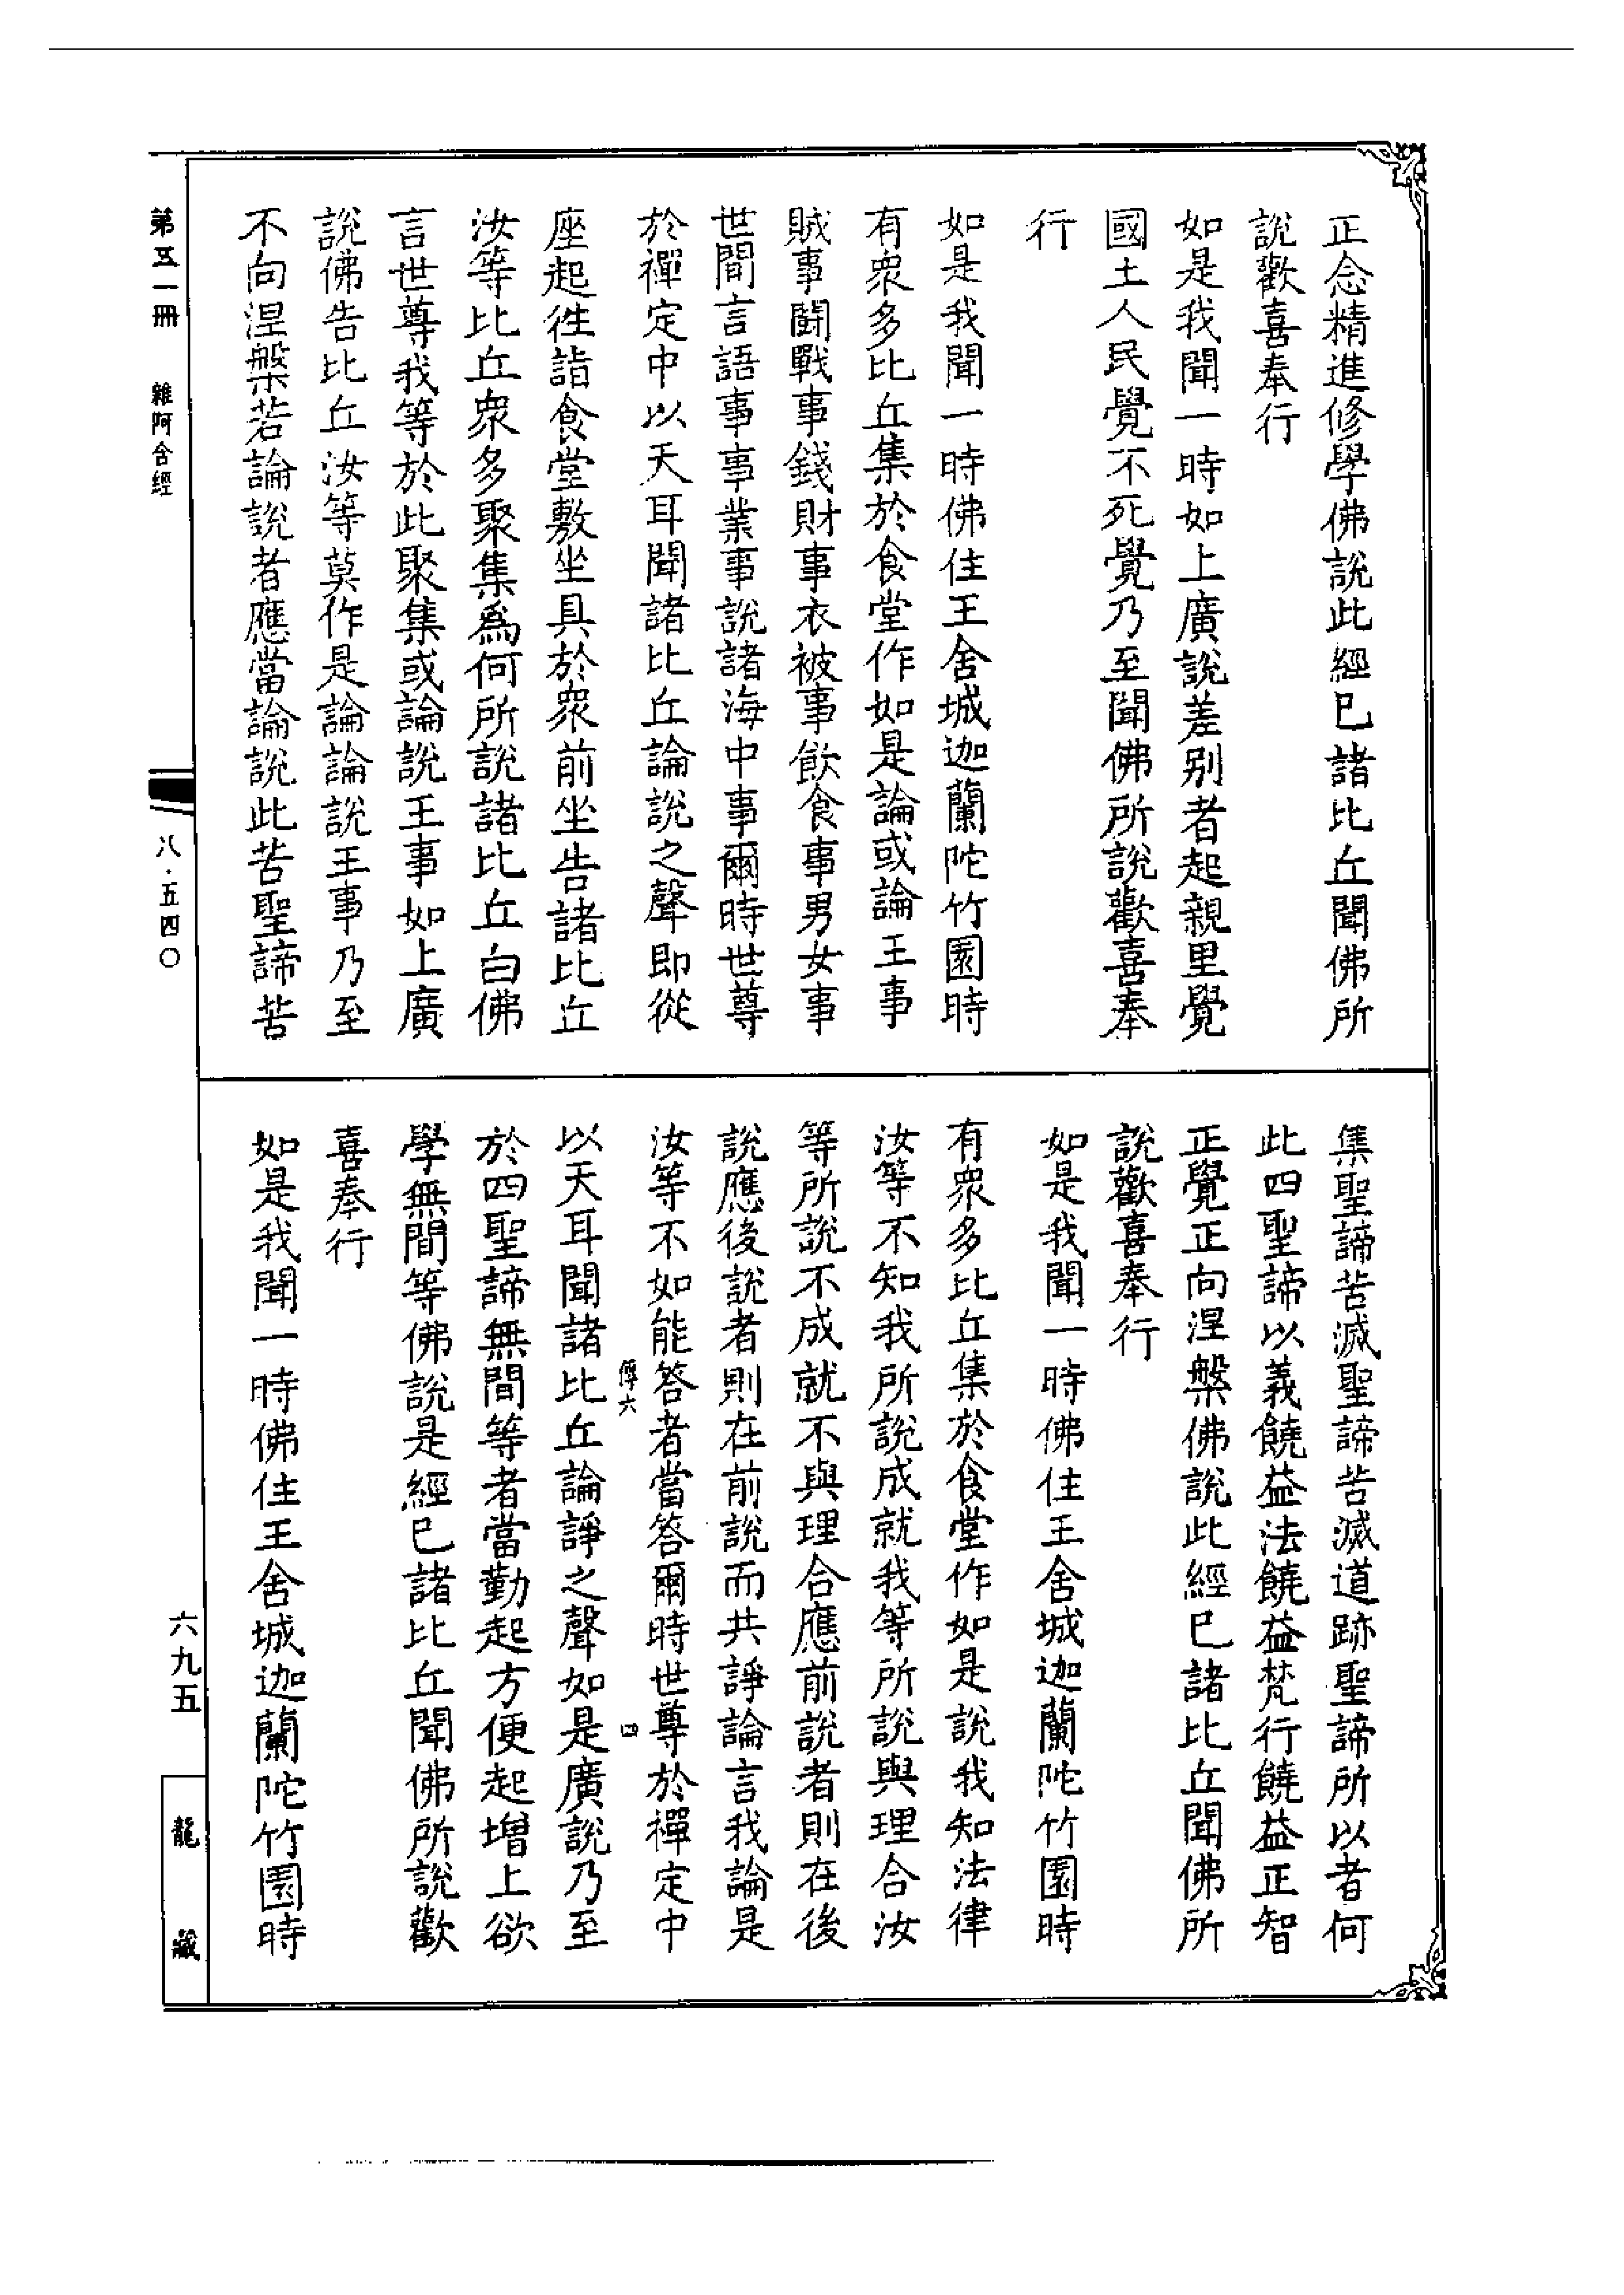 正念精進修學佛說此經已諸比丘聞佛所
說歡喜奉行
如是我聞一時如上廣說差别者起親里覺
國土人民覺不死覺乃至聞佛所說歡喜奉
行
如是我聞一時佛住王舍城迦蘭陀竹園時
有衆多比丘集於食堂作如是論或論王事
賊事鬪戰事錢財事衣被事飲食事男女事
世間言語事事業事說諸海中事爾時世尊
於禪定中以天耳聞諸比丘論說之聲即從
座起往詣食堂敷坐具於衆前坐告諸比丘
汝等比丘衆多聚集爲何所說諸比丘白佛
言世尊我等於此聚集或論說王事如上廣
說佛告比丘汝等莫作是論論說王事乃至
不向涅槃若論說者應當論說此苦聖諦苦
集聖諦苦滅聖諦苦滅道跡聖諦所以者何
此四聖諦以義饒益法饒益梵行饒益正智
正覺正向涅槃佛說此經已諸比丘聞佛所
說歡喜奉行
如是我聞一時佛住王舍城迦蘭陀竹園時
有衆多比丘集於食堂作如是說我知法律
汝等不知我所說成就我等所說與理合汝
等所說不成就不與理合應前說者則在後
說應後說者則在前說而共諍論言我論是
汝等不如能答者當答爾時世尊於禪定中
六 四
以天耳聞諸比丘論諍之聲如是廣說乃至
於四聖諦無間等者當勤起方便起增上欲
學無間等佛說是經已諸比丘聞佛所說歡
喜奉行
如是我聞一時佛住王舍城迦蘭陀竹園時
第五一冊 雜阿含經 八·五四〇 六九五 龍藏